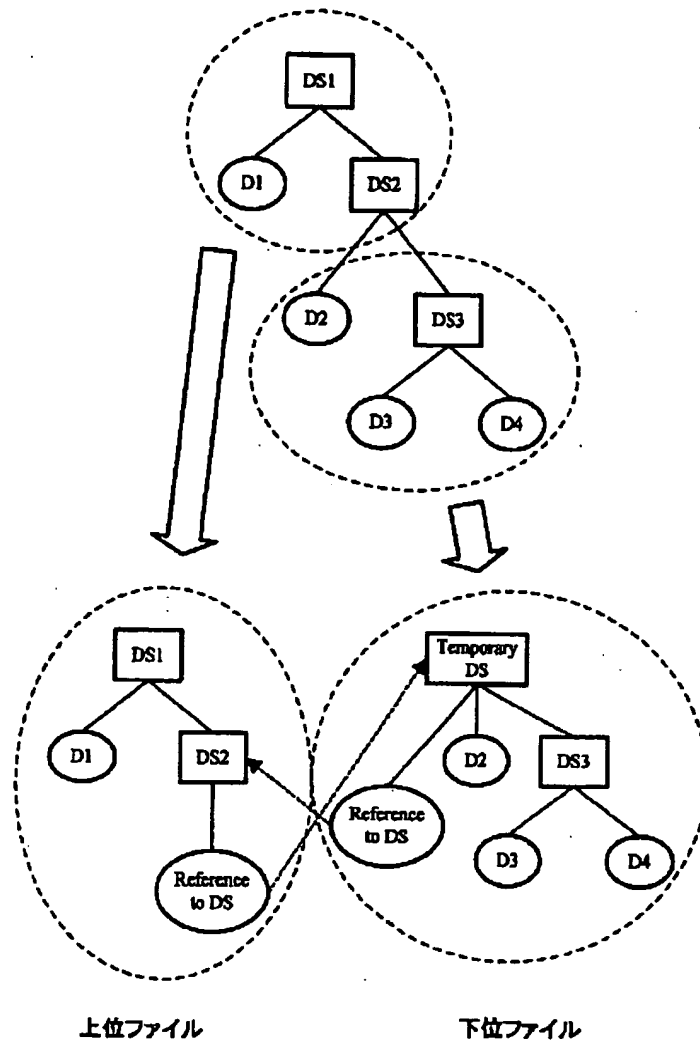 DS1
D1
DS2
D2
DS3
D3
D4
DS1
D1
DS2
Reference
to DS
Temporary
DS
D2
DS3
Reference
to DS
D3
D4
上位ファイル
下位ファイル